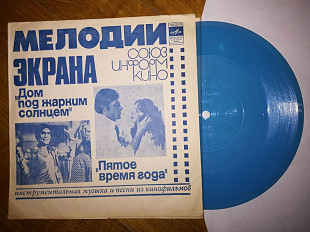 МЕЛОДИИ
ЭКРАНА
СОЮЗ
ИНФОРМ
КИНО
„Дом
под жарким
солнцем"
„Пятое
время года"
инструментальная музыка и песни из кинофильмов